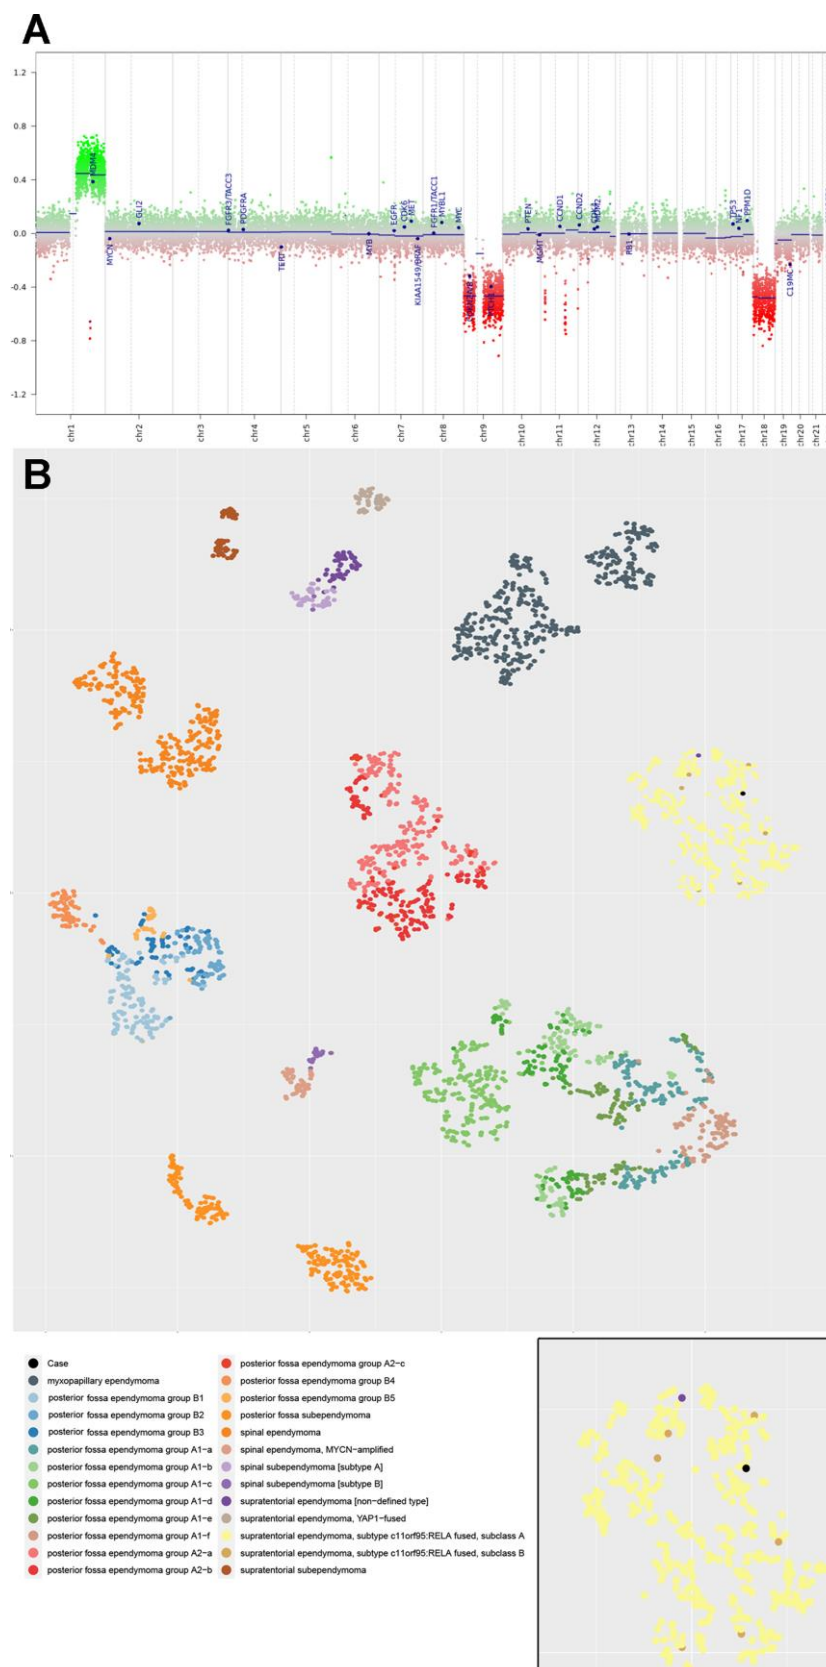 A
1.2
0.8
0.4
0.0
-0.4
-0.8
-1.2
MDM4
MYCN
GLI2
FGFR3/TACC3
PDGFRA
TERT
MYB
EGFR
CDK6
MET
KIAA1549/BRAF
FGFR1/TACC1
MYBL1
MYC
PTEN
MGMT
CCND1
CCND2
MDM2
RB1
TP53
NF1
PPM1D
C19MC
chr1
chr2
chr3
chr4
chr5
chr6
chr7
chr8
chr9
chr10
chr11
chr12
chr13
chr14
chr15
chr16
chr17
chr18
chr19
chr20
chr21
B
Case
myxopapillary ependymoma
posterior fossa ependymoma group B1
posterior fossa ependymoma group B2
posterior fossa ependymoma group B3
posterior fossa ependymoma group A1-a
posterior fossa ependymoma group A1-b
posterior fossa ependymoma group A1-c
posterior fossa ependymoma group A1-d
posterior fossa ependymoma group A1-e
posterior fossa ependymoma group A1-f
posterior fossa ependymoma group A2-a
posterior fossa ependymoma group A2-b
posterior fossa ependymoma group A2-c
posterior fossa ependymoma group B4
posterior fossa ependymoma group B5
posterior fossa subependymoma
spinal ependymoma
spinal ependymoma, MYCN-amplified
spinal subependymoma [subtype A]
spinal subependymoma [subtype B]
supratentorial ependymoma [non-defined type]
supratentorial ependymoma, YAP1-fused
supratentorial ependymoma, subtype c11orf95:RELA fused, subclass A
supratentorial ependymoma, subtype c11orf95:RELA fused, subclass B
supratentorial subependymoma